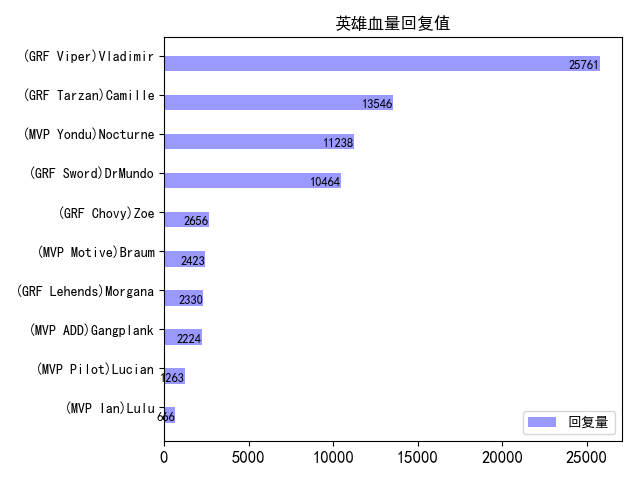 英雄血量回复值
(GRF Viper)Vladimir 25761
(GRF Tarzan)Camille 13546
(MVP Yondu)Nocturne 11238
(GRF Sword)DrMundo 10464
(GRF Chovy)Zoe 2656
(MVP Motive)Braum 2423
(GRF Lehends)Morgana 2330
(MVP ADD)Gangplank 2224
(MVP Pilot)Lucian 1263
(MVP Ian)Lulu 666
回复量
0 5000 10000 15000 20000 25000